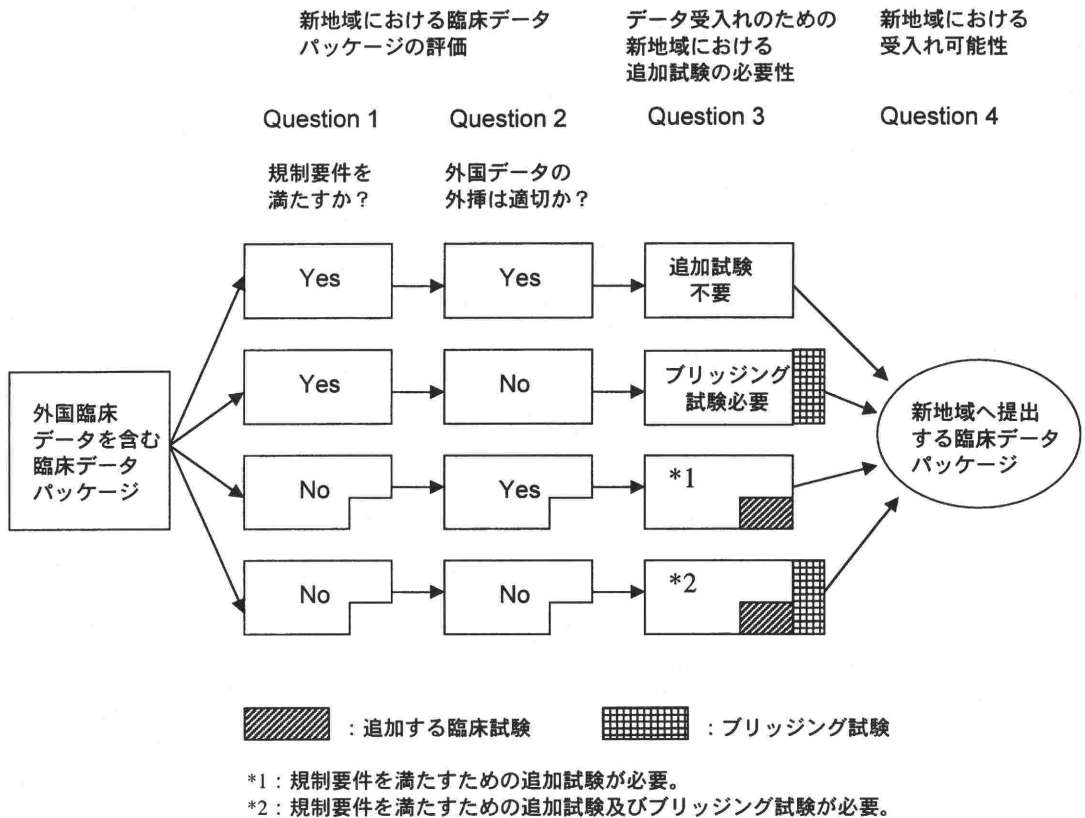 新地域における臨床データ
パッケージの評価
データ受入れのための
新地域における
追加試験の必要性
新地域における
受入れ可能性
Question 1
Question 2
Question 3
Question 4
規制要件を
満たすか？
外国データの
外挿は適切か？
外国臨床
データを含む
臨床データ
パッケージ
Yes
Yes
追加試験
不要
Yes
No
ブリッジング
試験必要
No
Yes
*1
No
No
*2
新地域へ提出
する臨床データ
パッケージ
：追加する臨床試験
：ブリッジング試験
*1：規制要件を満たすための追加試験が必要。
*2：規制要件を満たすための追加試験及びブリッジング試験が必要。